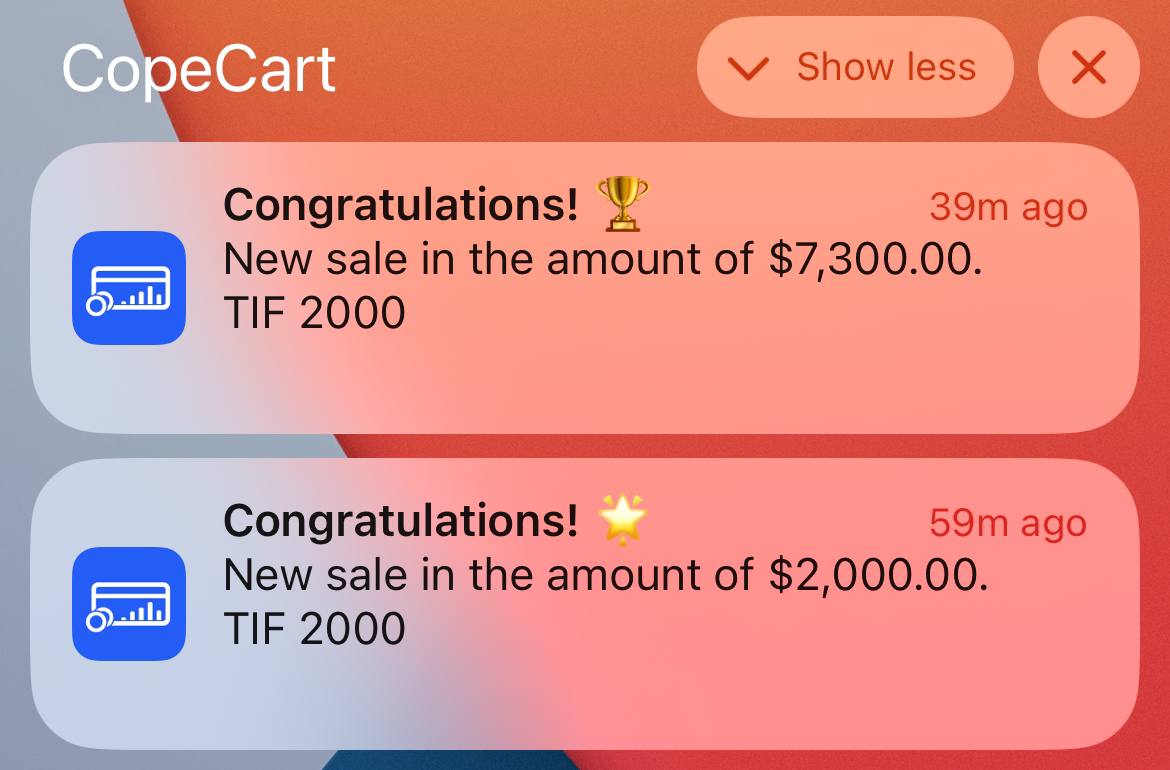 CopeCart
Show less
Congratulations! 🏆
39m ago
New sale in the amount of $7,300.00.
TIF 2000
Congratulations! 🌟
59m ago
New sale in the amount of $2,000.00.
TIF 2000